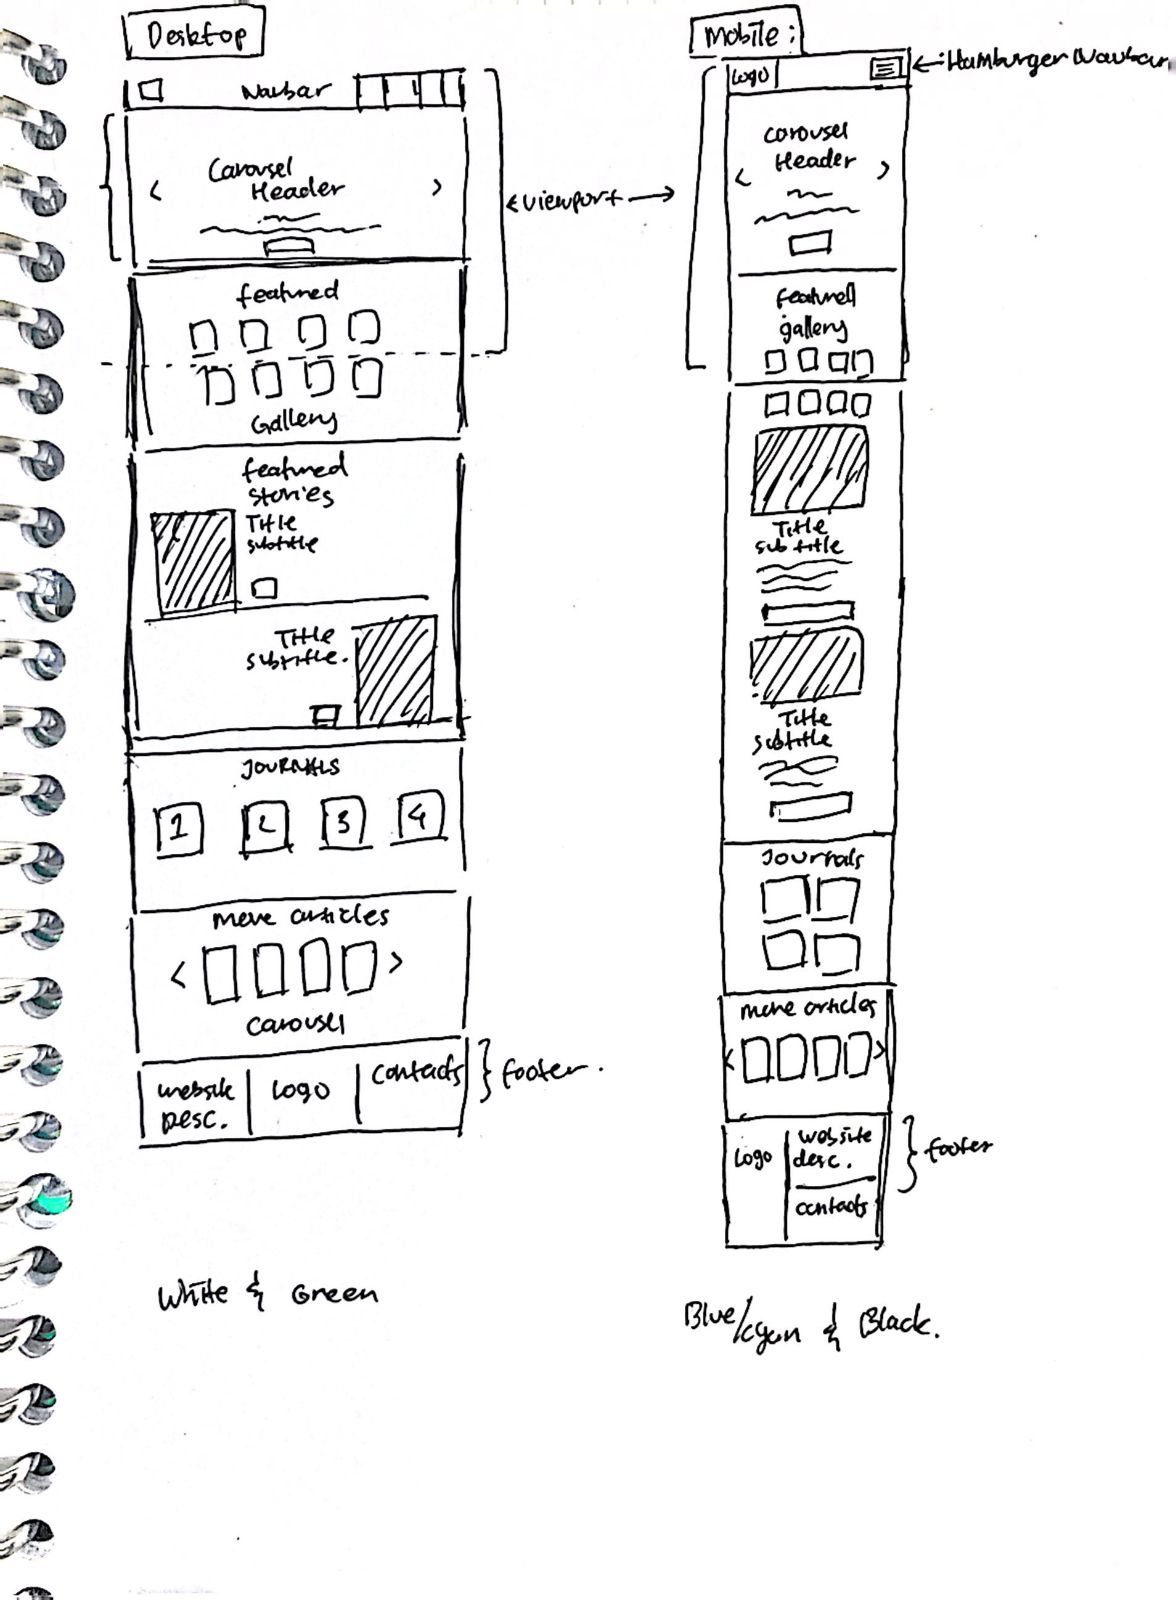 Desktop
Navbar
Carousel
Header
Featured
Gallery
Featured
Stories
Title
subtitle
Title
subtitle.
JOURNALS
1 2 3 4
More articles
Carousel
website
Desc.
Logo
Contacts
footer.
White & Green
Viewport
Mobile:
Logo
Hamburger Navbar
Carousel
Header
Featured
gallery
Title
subtitle
Title
subtitle
Journals
More articles
Logo
website
desc.
contacts
footer
Blue/cyan & Black.